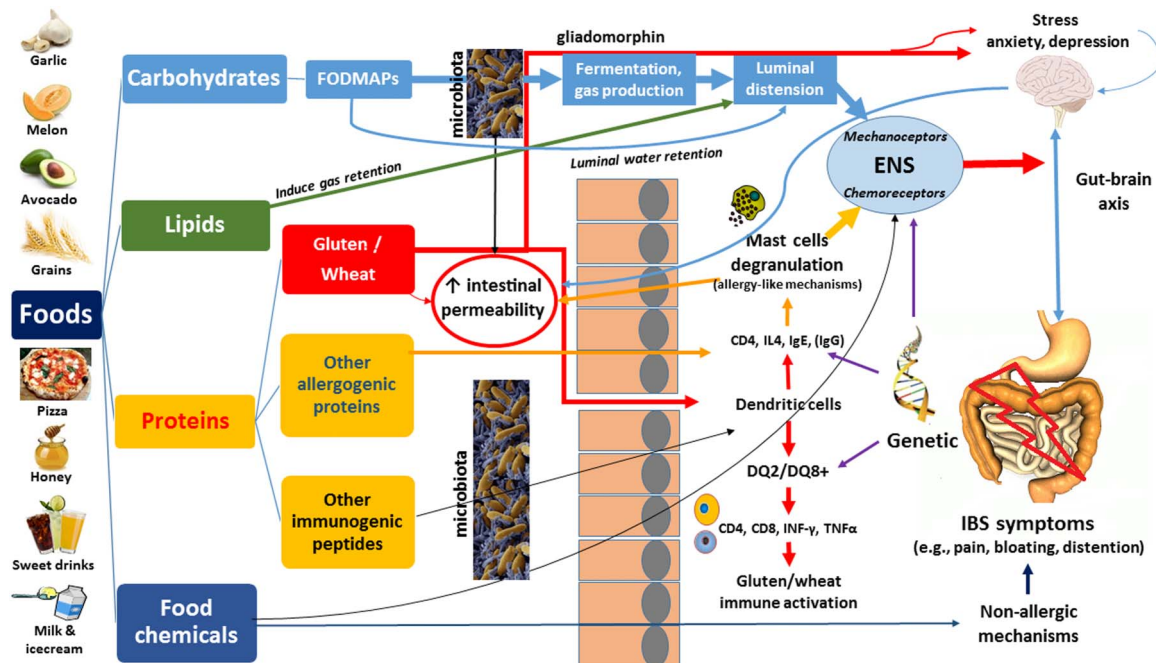 Garlic
Melon
Avocado
Grains
Foods
Pizza
Honey
Sweet drinks
Milk &
icecream
Carbohydrates
FODMAPs
microbiota
gliadomorphin
Fermentation,
gas production
Luminal
distension
Stress
anxiety, depression
Induce gas retention
Luminal water retention
Mechanoceptors
ENS
Chemoreceptors
Gut-brain
axis
Lipids
Gluten /
Wheat
↑ intestinal
permeability
Mast cells
degranulation
(allergy-like mechanisms)
Proteins
Other
allergogenic
proteins
CD4, IL4, IgE, (IgG)
Dendritic cells
Genetic
DQ2/DQ8+
Other
immunogenic
peptides
microbiota
CD4, CD8, INF-γ, TNFα
Gluten/wheat
immune activation
IBS symptoms
(e.g., pain, bloating, distention)
Food
chemicals
Non-allergic
mechanisms